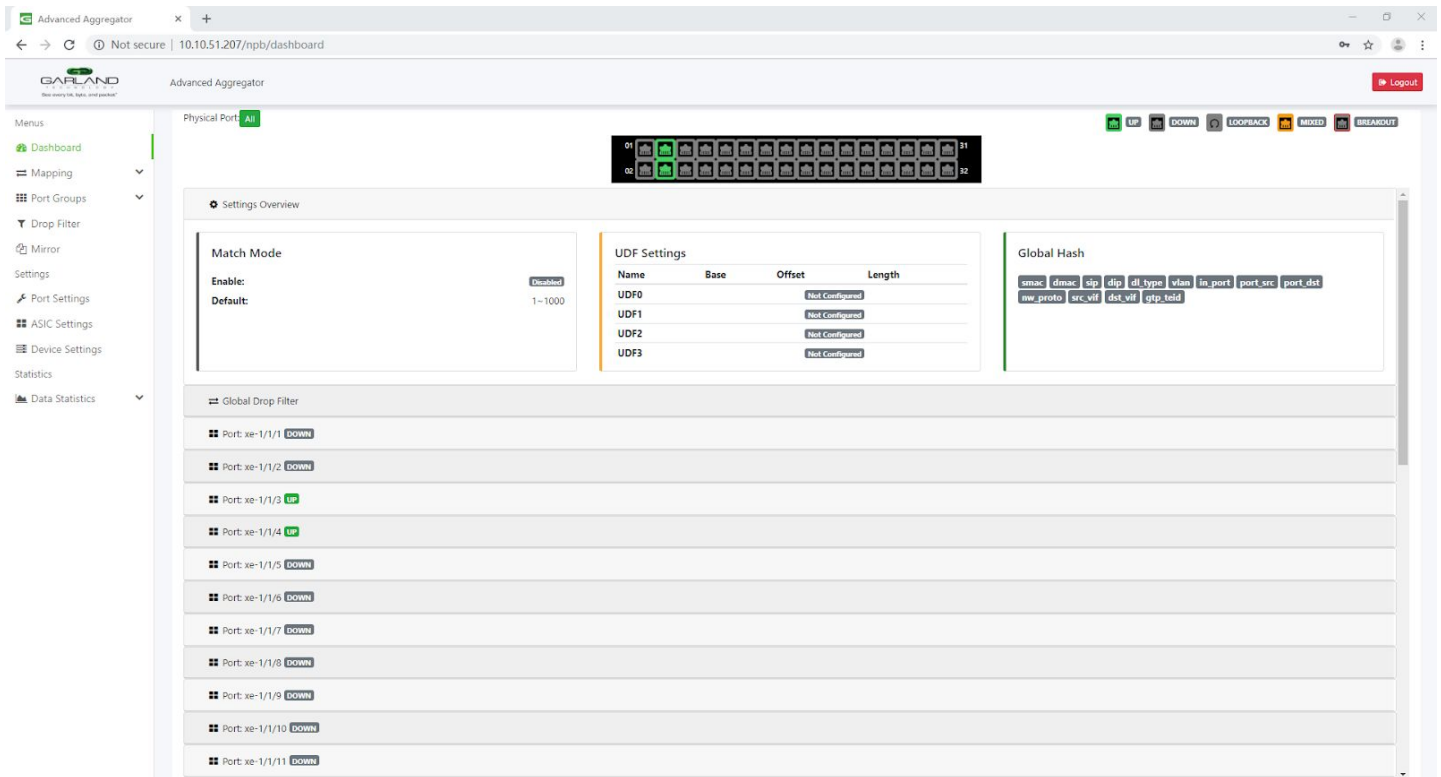 Advanced Aggregator
Not secure | 10.10.51.207/npb/dashboard
GARLAND
TECHNOLOGY
See every bit, byte, and packet®
Advanced Aggregator
Logout
Menus
Dashboard
Mapping
Port Groups
Drop Filter
Mirror
Settings
Port Settings
ASIC Settings
Device Settings
Statistics
Data Statistics
Physical Port: All
UP DOWN LOOPBACK MIXED BREAKOUT
01 31
02 32
Settings Overview
Match Mode
Enable: Disabled
Default: 1~1000
UDF Settings
Name Base Offset Length
UDF0 Not Configured
UDF1 Not Configured
UDF2 Not Configured
UDF3 Not Configured
Global Hash
smac dmac sip dip dl_type vlan in_port port_src port_dst
nw_proto src_vif dst_vif gtp_teid
Global Drop Filter
Port: xe-1/1/1 DOWN
Port: xe-1/1/2 DOWN
Port: xe-1/1/3 UP
Port: xe-1/1/4 UP
Port: xe-1/1/5 DOWN
Port: xe-1/1/6 DOWN
Port: xe-1/1/7 DOWN
Port: xe-1/1/8 DOWN
Port: xe-1/1/9 DOWN
Port: xe-1/1/10 DOWN
Port: xe-1/1/11 DOWN